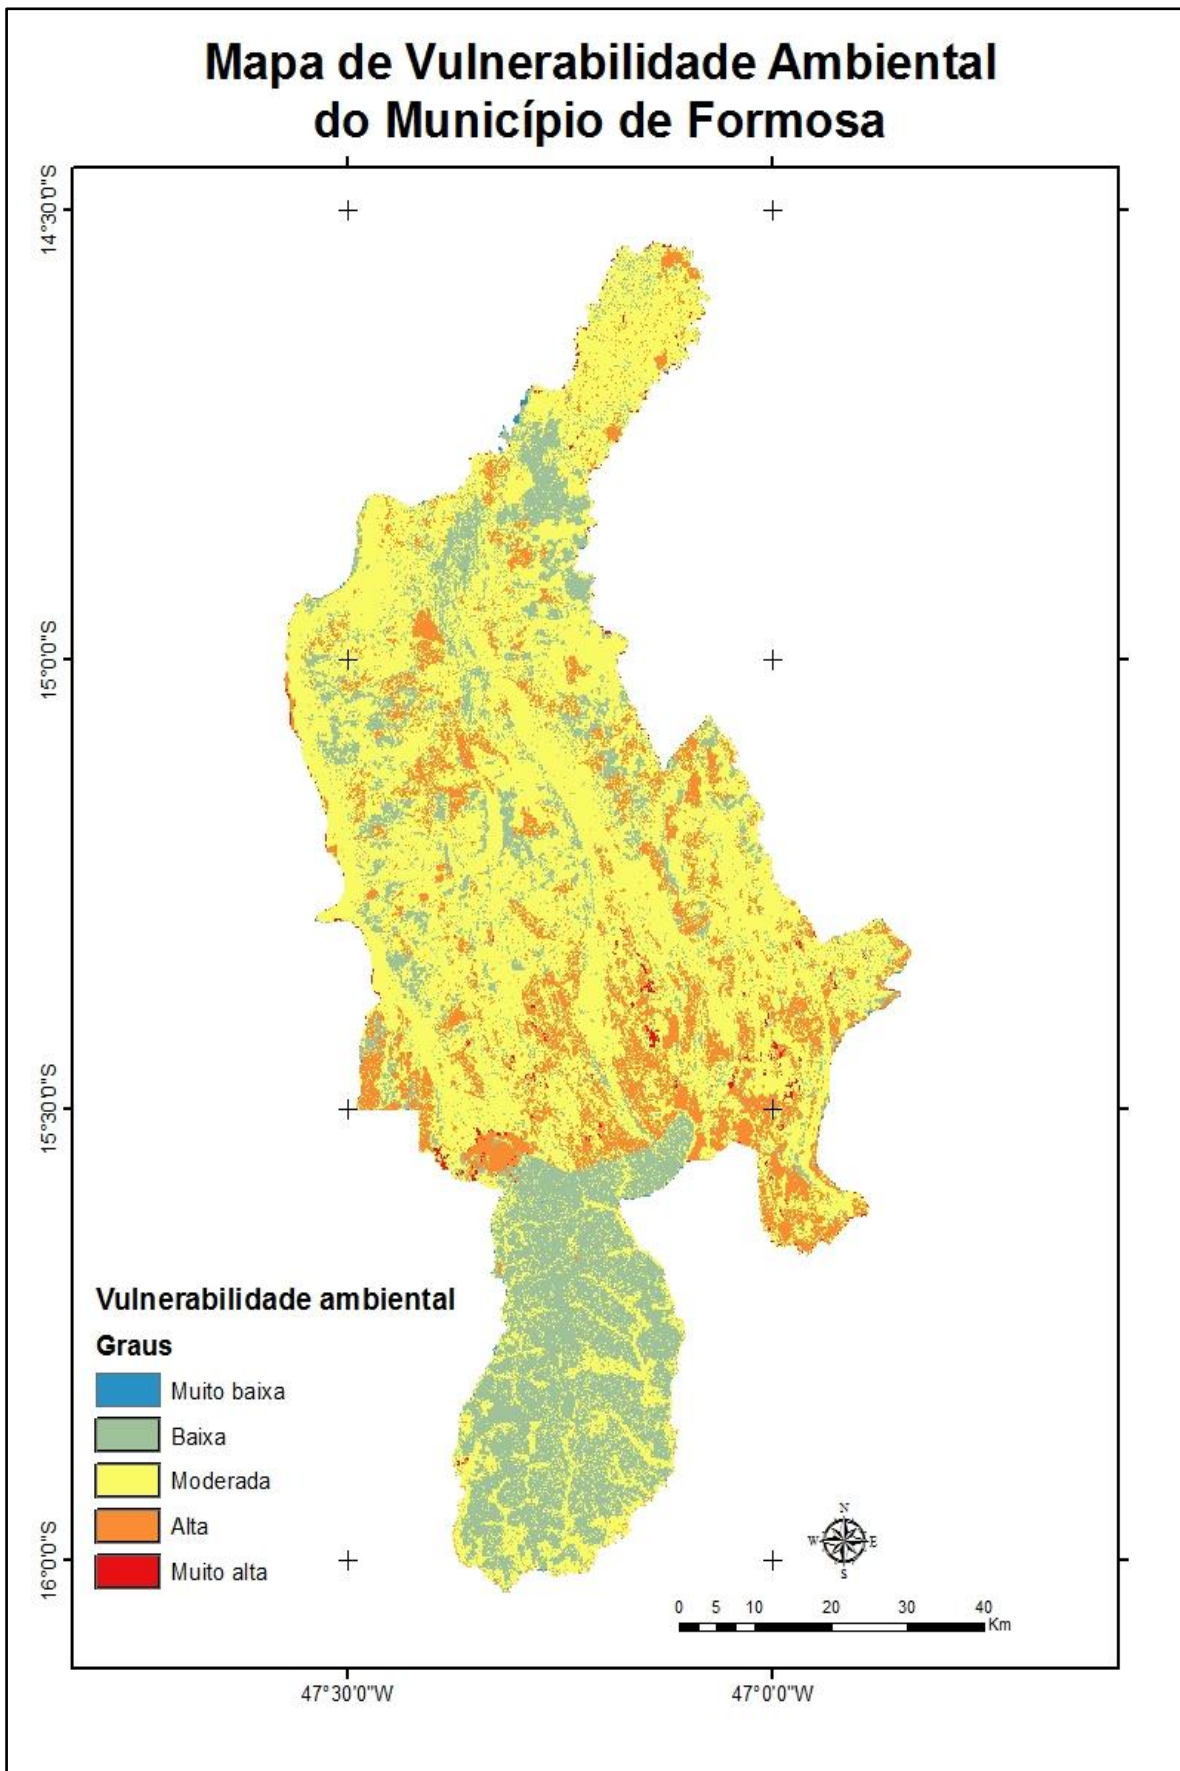 Mapa de Vulnerabilidade Ambiental
do Município de Formosa
14°30'0"S
15°0'0"S
15°30'0"S
16°0'0"S
Vulnerabilidade ambiental
Graus
Muito baixa
Baixa
Moderada
Alta
Muito alta
N
W E
S
0 5 10 20 30 40
Km
47°30'0"W 47°0'0"W